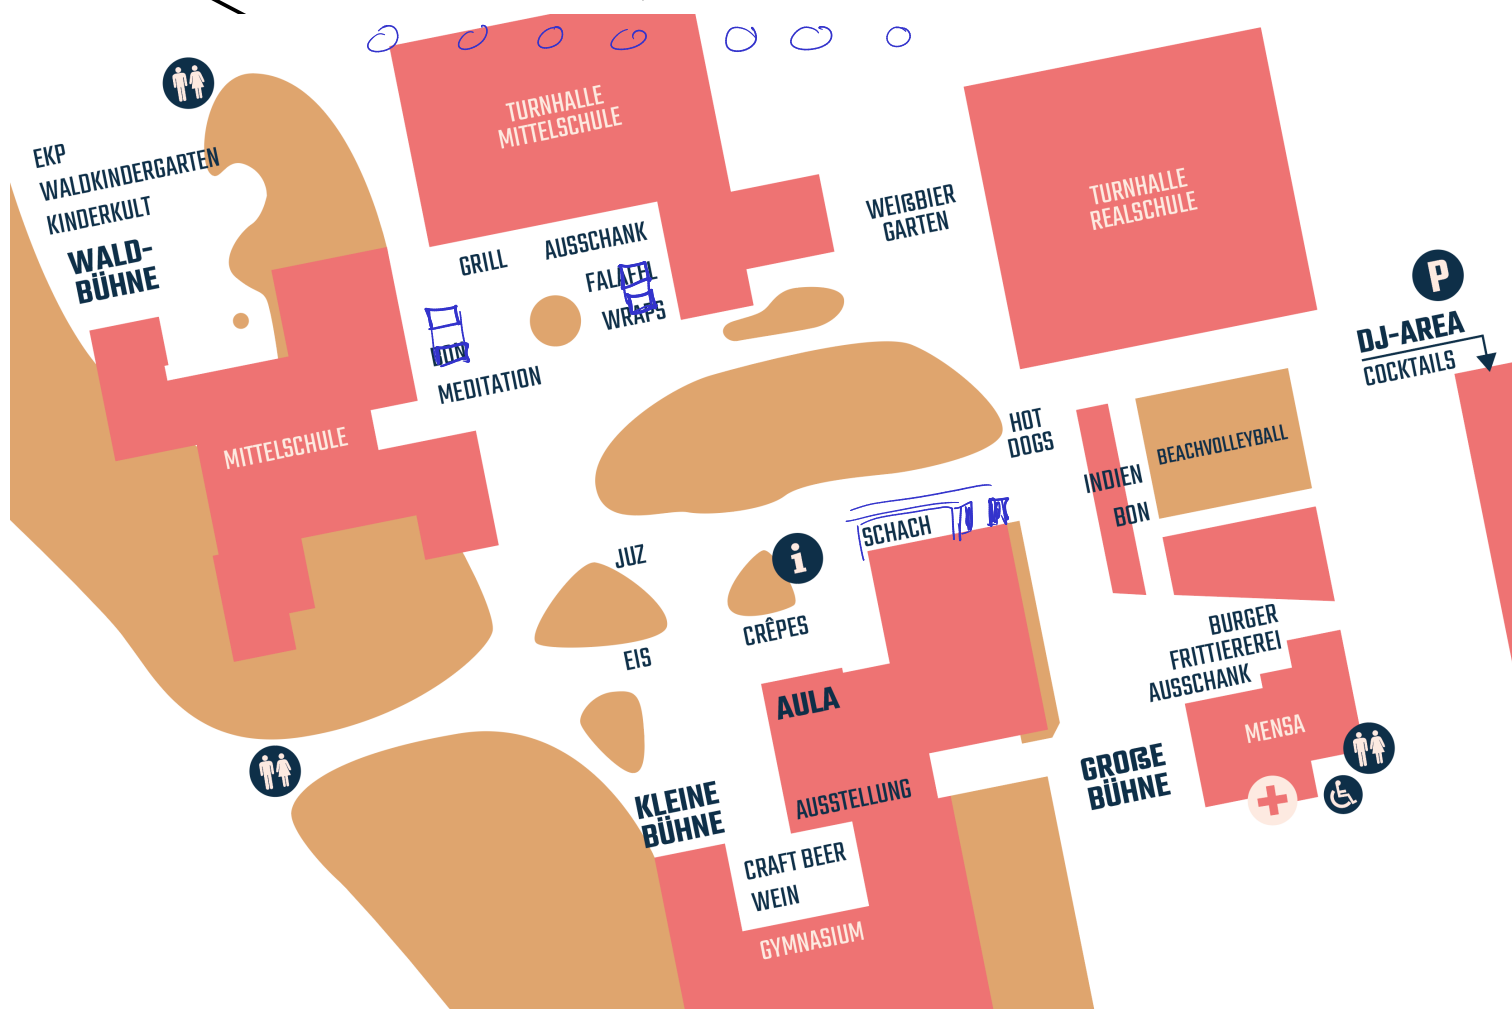 TURNHALLE
MITTELSCHULE
EKP
WALDKINDERGARTEN
KINDERKULT
WALD-
BÜHNE
GRILL
AUSSCHANK
FALAFEL
WRAPS
BON
MEDITATION
WEIßBIER
GARTEN
TURNHALLE
REALSCHULE
P
DJ-AREA
COCKTAILS
MITTELSCHULE
HOT
DOGS
BEACHVOLLEYBALL
INDIEN
BON
SCHACH
JUZ
i
CRÊPES
EIS
BURGER
FRITTIEREREI
AUSSCHANK
MENSA
AULA
GROßE
BÜHNE
KLEINE
BÜHNE
AUSSTELLUNG
CRAFT BEER
WEIN
GYMNASIUM